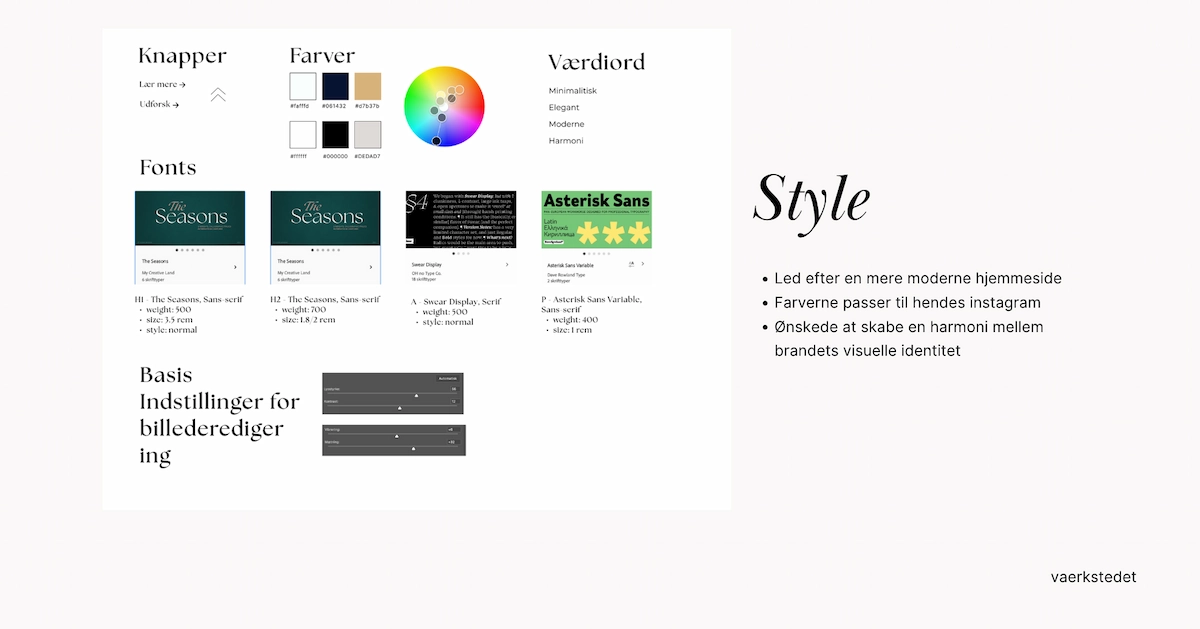 Knapper
Lær mere →
Udforsk →
Farver
#fafffd
#061432
#d7b37b
#ffffff
#000000
#DEDAD7
Værdiord
Minimalitisk
Elegant
Moderne
Harmoni
Fonts
The
Seasons
The Seasons
My Creative Land
6 skrifttyper
H1 - The Seasons, Sans-serif
• weight: 500
• size: 3.5 rem
• style: normal
The
Seasons
The Seasons
My Creative Land
6 skrifttyper
H2 - The Seasons, Sans-serif
• weight: 700
• size: 1.8/2 rem
Swear Display
OH no Type Co.
18 skrifttyper
A - Swear Display, Serif
• weight: 500
• style: normal
Asterisk Sans
Latin
Ελληνικά
Кириллица
Asterisk Sans Variable
Dave Rowland Type
2 skrifttyper
P - Asterisk Sans Variable,
Sans-serif
• weight: 400
• size: 1 rem
Basis
Indstillinger for
billederediger
ing
Style
• Led efter en mere moderne hjemmeside
• Farverne passer til hendes instagram
• Ønskede at skabe en harmoni mellem
brandets visuelle identitet
vaerkstedet